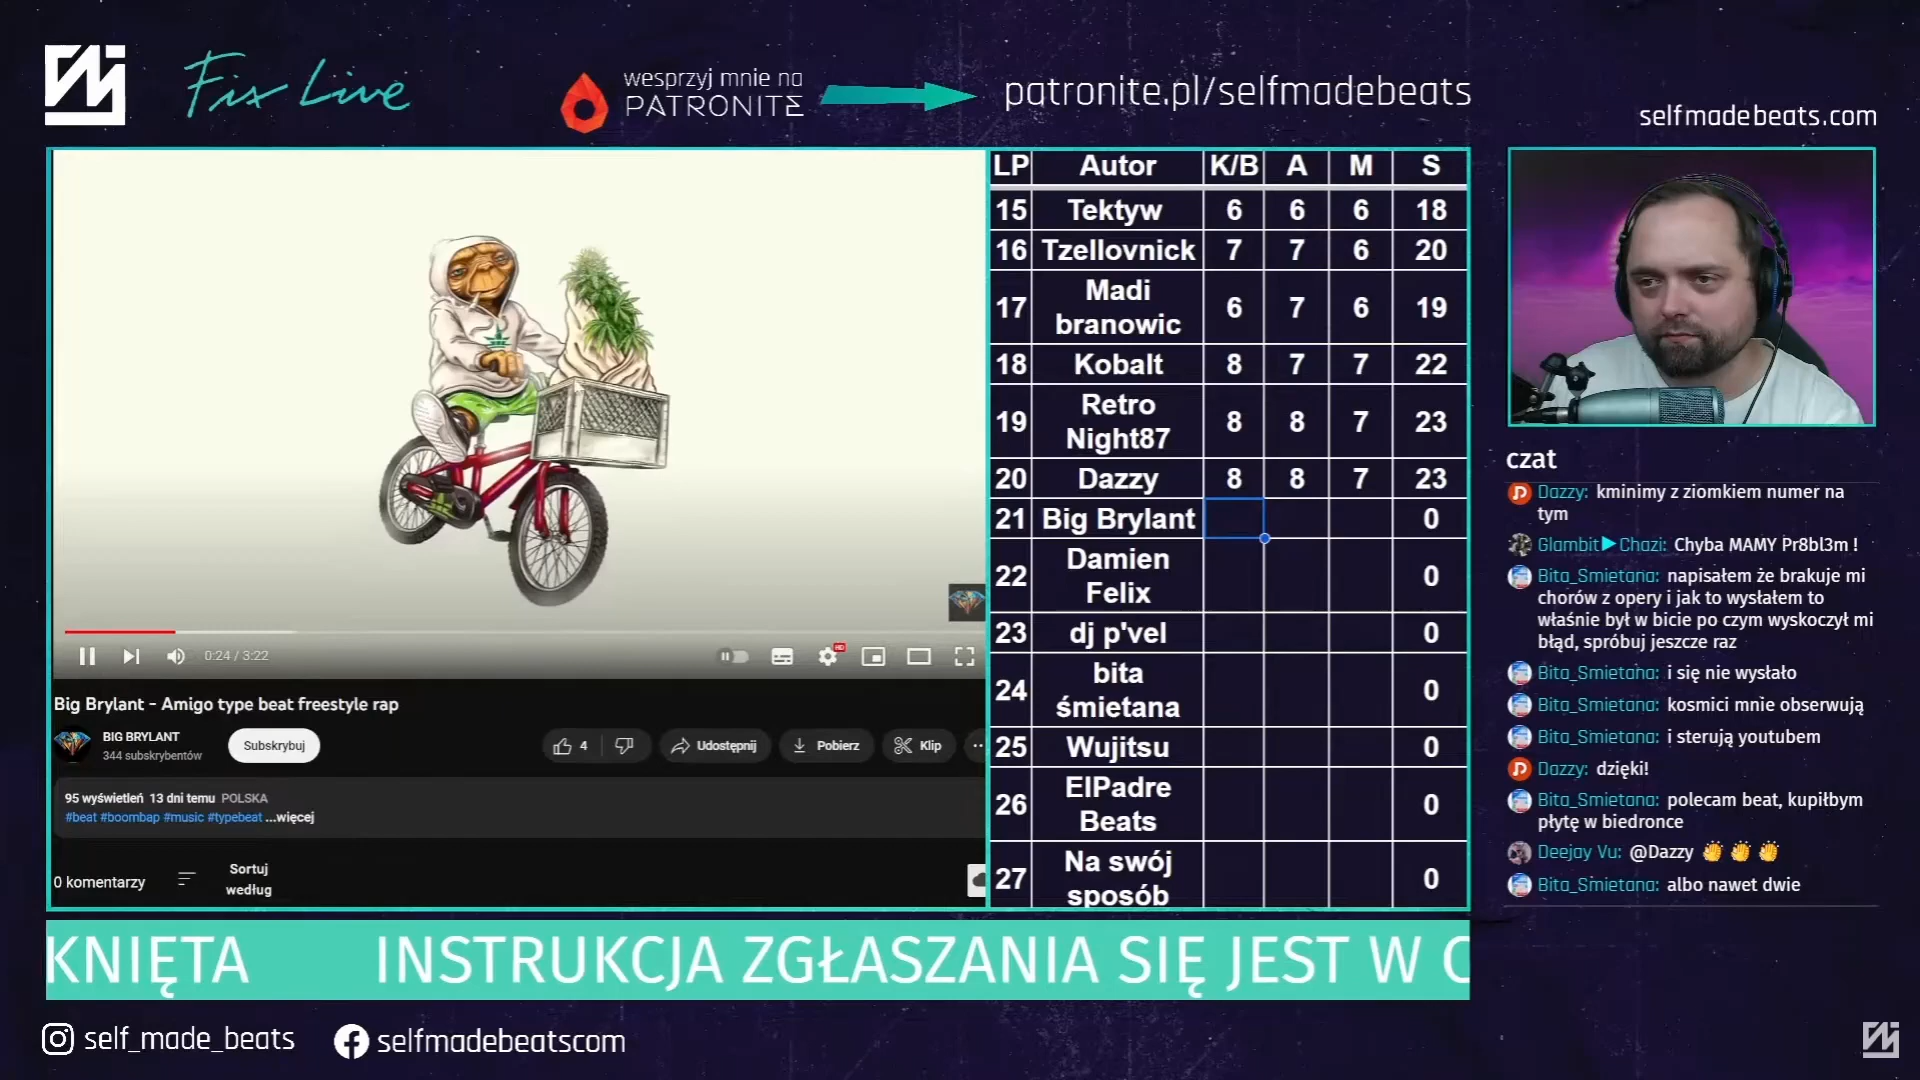 Fix Live
wesprzyj mnie na
PATRONITE
patronite.pl/selfmadebeats
selfmadebeats.com
LP Autor K/B A M S
15 Tektyw 6 6 6 18
16 Tzellovnick 7 7 6 20
17 Madi branowic 6 7 6 19
18 Kobalt 8 7 7 22
19 Retro Night87 8 8 7 23
20 Dazzy 8 8 7 23
21 Big Brylant 0
22 Damien Felix 0
23 dj p'vel 0
24 bita śmietana 0
25 Wujitsu 0
26 ElPadre Beats 0
27 Na swój sposób 0
0:24 / 3:22
HD
Big Brylant - Amigo type beat freestyle rap
BIG BRYLANT
344 subskrybentów
Subskrybuj
4
Udostępnij
Pobierz
Klip
95 wyświetleń 13 dni temu POLSKA
#beat #boombap #music #typebeat ...więcej
0 komentarzy
Sortuj
według
czat
Dazzy: kminimy z ziomkiem numer na
tym
Glambit▶Chazi: Chyba MAMY Pr8bl3m !
Bita_Smietana: napisałem że brakuje mi
chorów z opery i jak to wysłałem to
właśnie był w bicie po czym wyskoczył mi
błąd, spróbuj jeszcze raz
Bita_Smietana: i się nie wysłało
Bita_Smietana: kosmici mnie obserwują
Bita_Smietana: i sterują youtubem
Dazzy: dzięki!
Bita_Smietana: polecam beat, kupiłbym
płytę w biedronce
Deejay Vu: @Dazzy 👏 👏 👏
Bita_Smietana: albo nawet dwie
KNIĘTA INSTRUKCJA ZGŁASZANIA SIĘ JEST W
self_made_beats
selfmadebeatscom